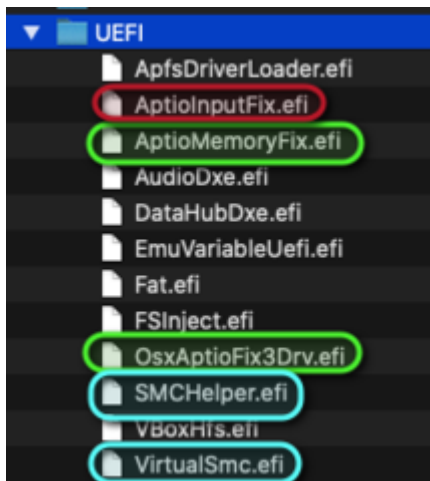 UEFI
ApfsDriverLoader.efi
AptioInputFix.efi
AptioMemoryFix.efi
AudioDxe.efi
DataHubDxe.efi
EmuVariableUefi.efi
Fat.efi
FSInject.efi
OsxAptioFix3Drv.efi
SMCHelper.efi
VBoxHfs.efi
VirtualSmc.efi